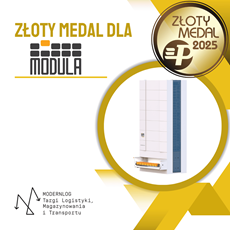 ZŁOTY MEDAL DLA
MODULA
ZŁOTY
MEDAL
2025
MODERNLOG
Targi Logistyki,
Magazynowania
i Transportu